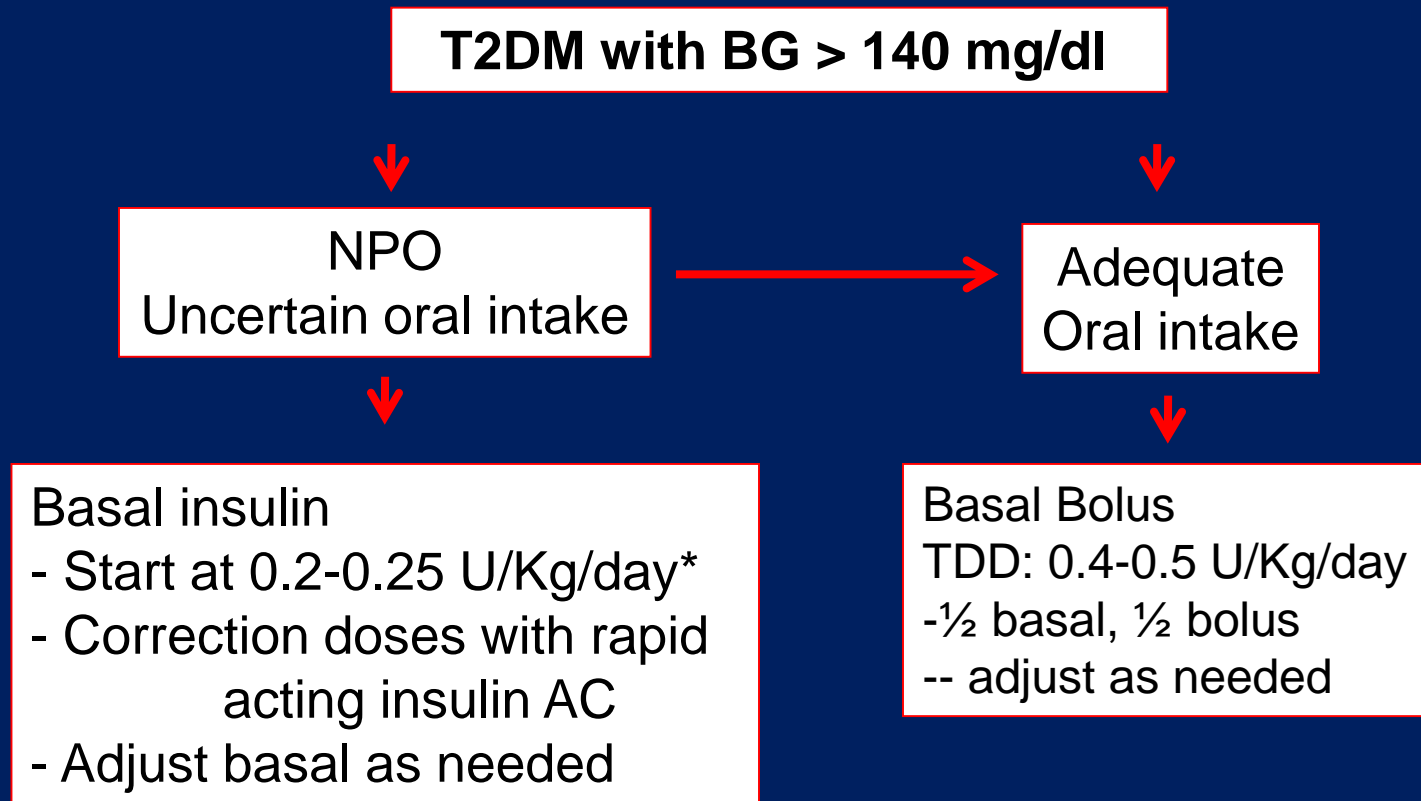 T2DM with BG > 140 mg/dl
NPO
Uncertain oral intake
Adequate
Oral intake
Basal insulin
- Start at 0.2-0.25 U/Kg/day*
- Correction doses with rapid
acting insulin AC
- Adjust basal as needed
Basal Bolus
TDD: 0.4-0.5 U/Kg/day
-½ basal, ½ bolus
-- adjust as needed